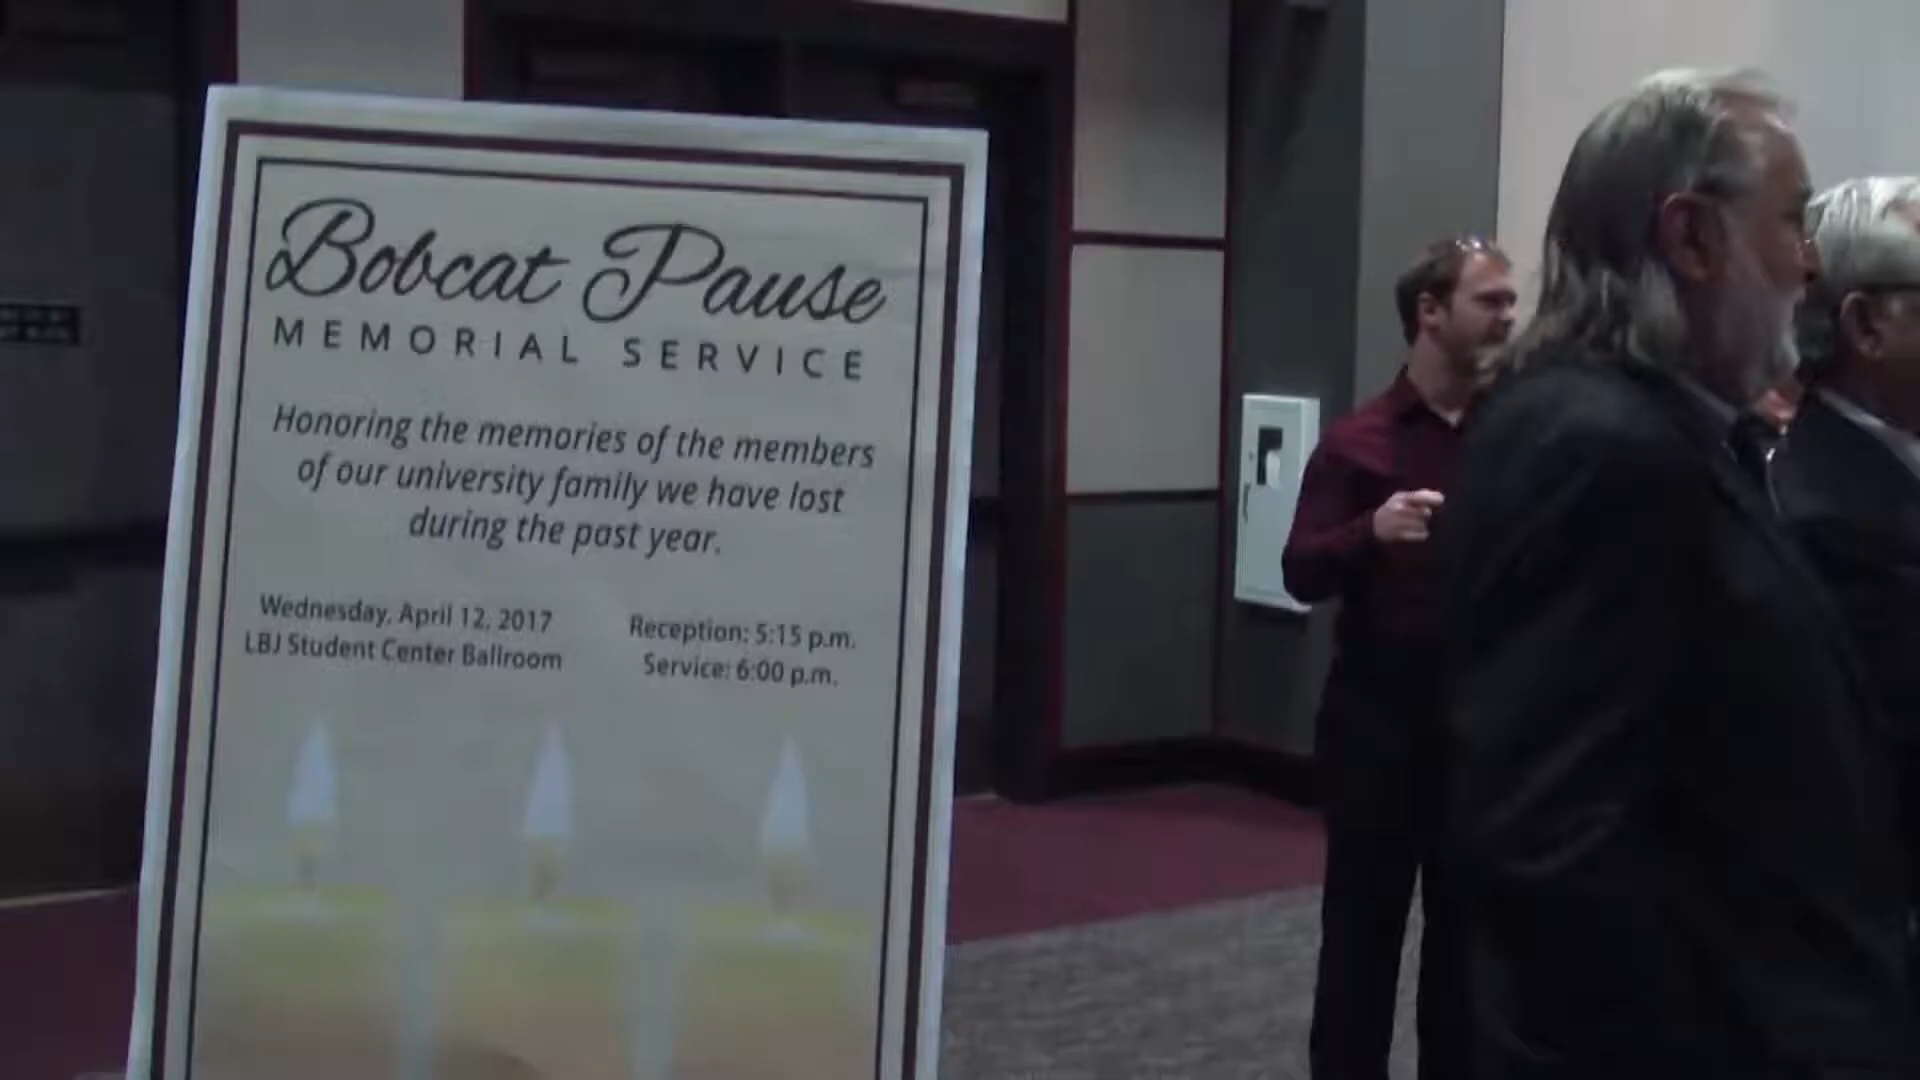 Bobcat Pause
MEMORIAL SERVICE
Honoring the memories of the members
of our university family we have lost
during the past year.
Wednesday, April 12, 2017
LBJ Student Center Ballroom
Reception: 5:15 p.m.
Service: 6:00 p.m.